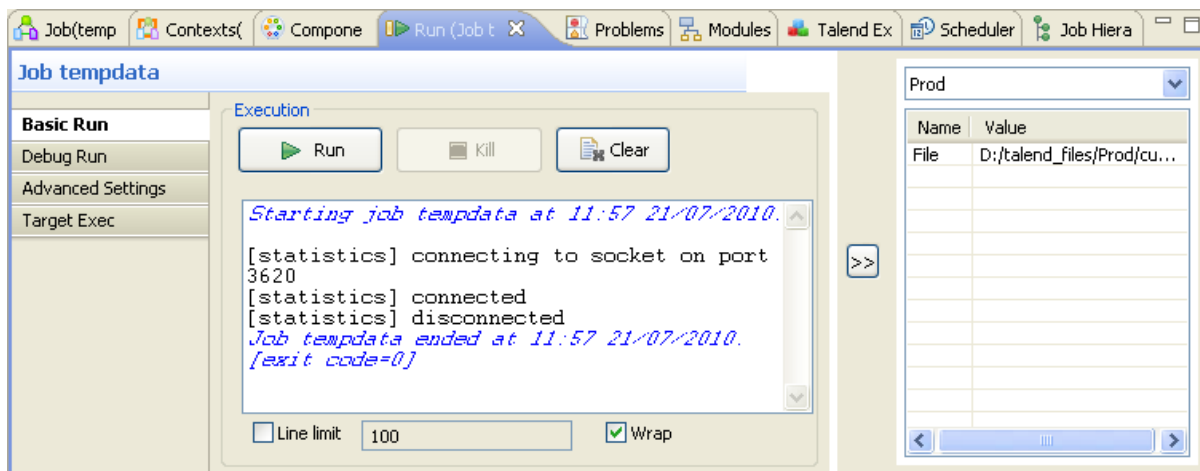 Job(temp Contexts( Compone Run (Job t Problems Modules Talend Ex Scheduler Job Hiera
Job tempdata
Basic Run
Debug Run
Advanced Settings
Target Exec
Execution
Run Kill Clear
Starting job tempdata at 11:57 21/07/2010.
[statistics] connecting to socket on port
3620
[statistics] connected
[statistics] disconnected
Job tempdata ended at 11:57 21/07/2010.
[exit code=0]
Line limit 100 Wrap
>>
Prod
Name Value
File D:/talend_files/Prod/cu...